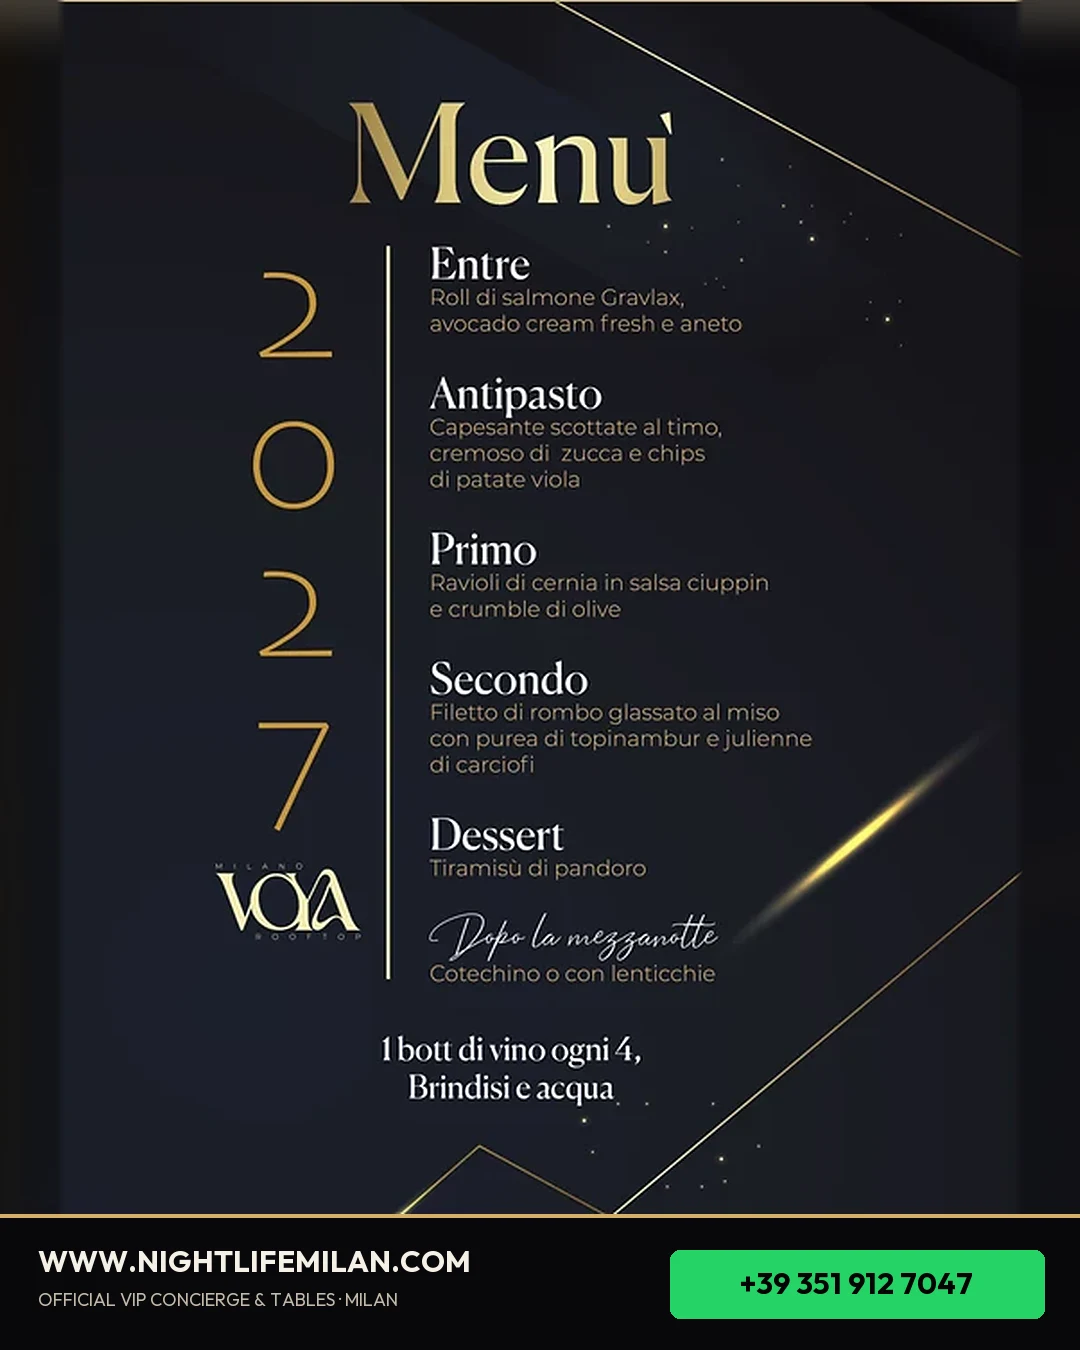 Menu'
2
0
2
7
MILANO
VOYA
ROOFTOP
Entre
Roll di salmone Gravlax,
avocado cream fresh e aneto
Antipasto
Capesante scottate al timo,
cremoso di zucca e chips
di patate viola
Primo
Ravioli di cernia in salsa ciuppin
e crumble di olive
Secondo
Filetto di rombo glassato al miso
con purea di topinambur e julienne
di carciofi
Dessert
Tiramisù di pandoro
Dopo la mezzanotte
Cotechino o con lenticchie
1 bott di vino ogni 4,
Brindisi e acqua
WWW.NIGHTLIFEMILAN.COM
OFFICIAL VIP CONCIERGE & TABLES · MILAN
+39 351 912 7047